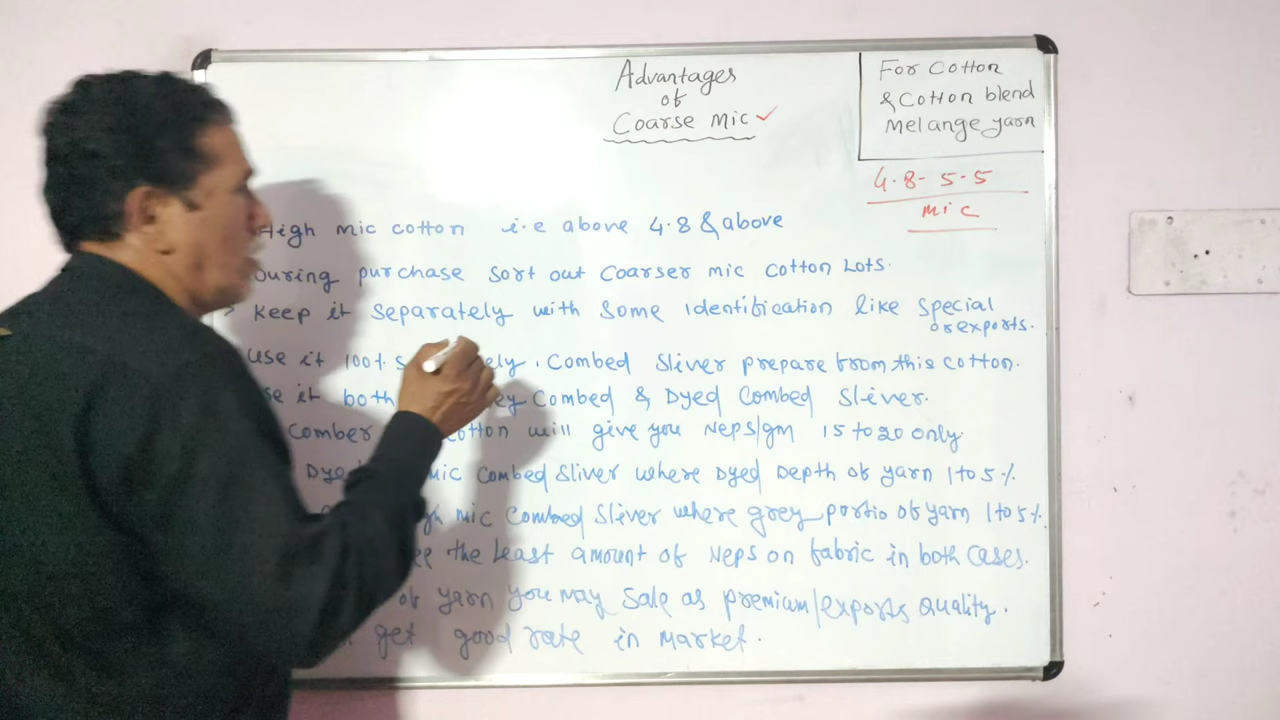 Advantages
of
Coarse Mic
For Cotton
& Cotton blend
Melange yarn
4.8- 5.5
Mic
High mic cotton i.e above 4.8 & above
During purchase sort out Coarser mic Cotton Lots.
> Keep it separately with some identification like special
or exports.
Use it 100% Combed Sliver prepare from this cotton.
it both Combed & Dyed Combed Sliver.
Comber cotton will give you Neps/gm 15 to 20 only
Mic Combed Sliver where Dyed Depth of yarn 1 to 5%
mic Combed Sliver where grey portio of yarn 1 to 5%.
the least amount of Neps on fabric in both cases.
of yarn you may Sale as premium/exports Quality.
get good rate in market.